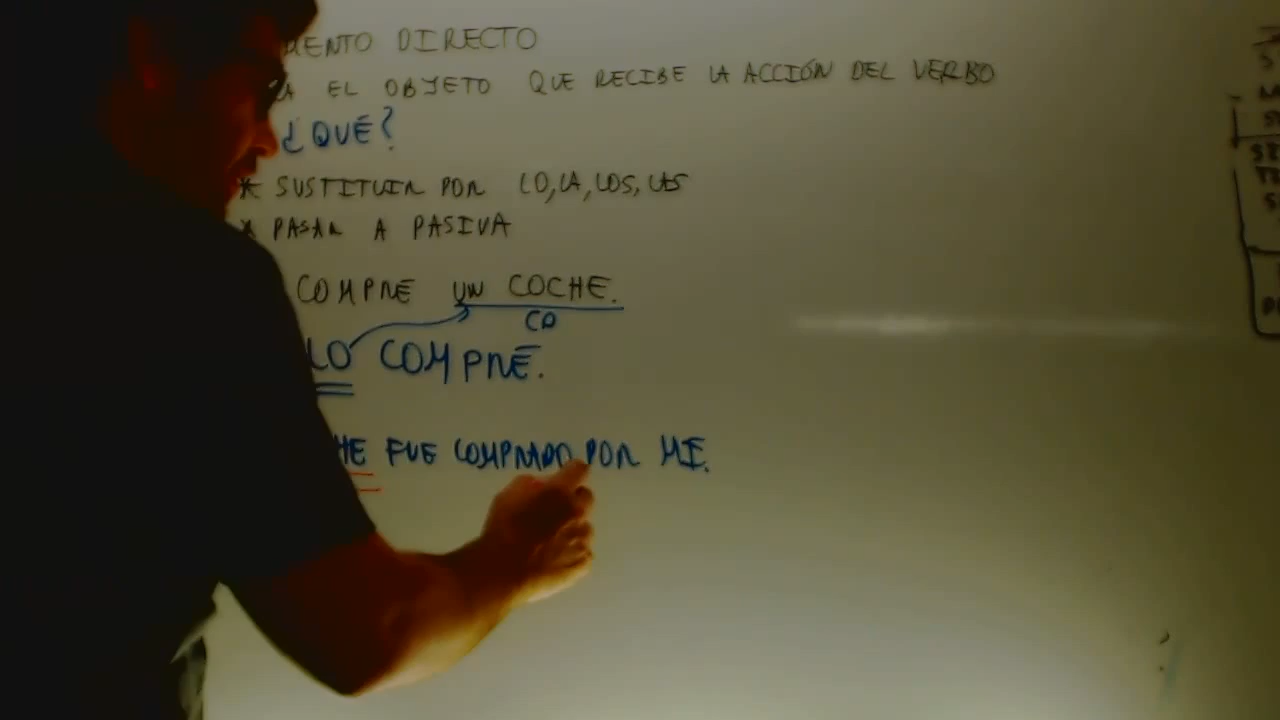 MENTO DIRECTO
A EL OBJETO QUE RECIBE LA ACCIÓN DEL VERBO
¿QUÉ?
* SUSTITUIR POR LO, LA, LOS, LAS
* PASAR A PASIVA
COMPRÉ UN COCHE.
CD
LO COMPRÉ.
HE FUE COMPRADO POR MÍ.